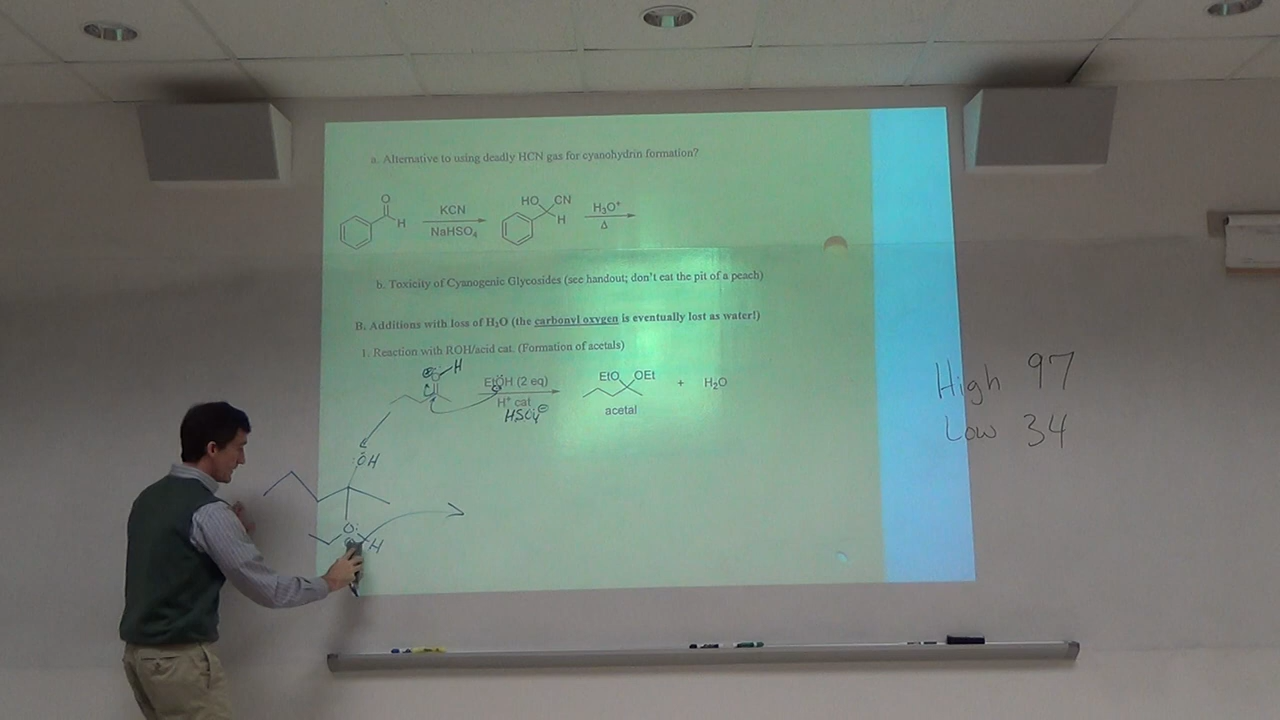 a. Alternative to using deadly HCN gas for cyanohydrin formation?
O
H
KCN
NaHSO₄
HO CN
H
H₃O⁺
Δ
b. Toxicity of Cyanogenic Glycosides (see handout; don't eat the pit of a peach)
B. Additions with loss of H₂O (the carbonyl oxygen is eventually lost as water!)
1. Reaction with ROH/acid cat. (Formation of acetals)
H
EtÖH (2 eq)
H⁺ cat
HSO₄⊖
EtO OEt
acetal
+ H₂O
ÖH
O
H
High 97
Low 34